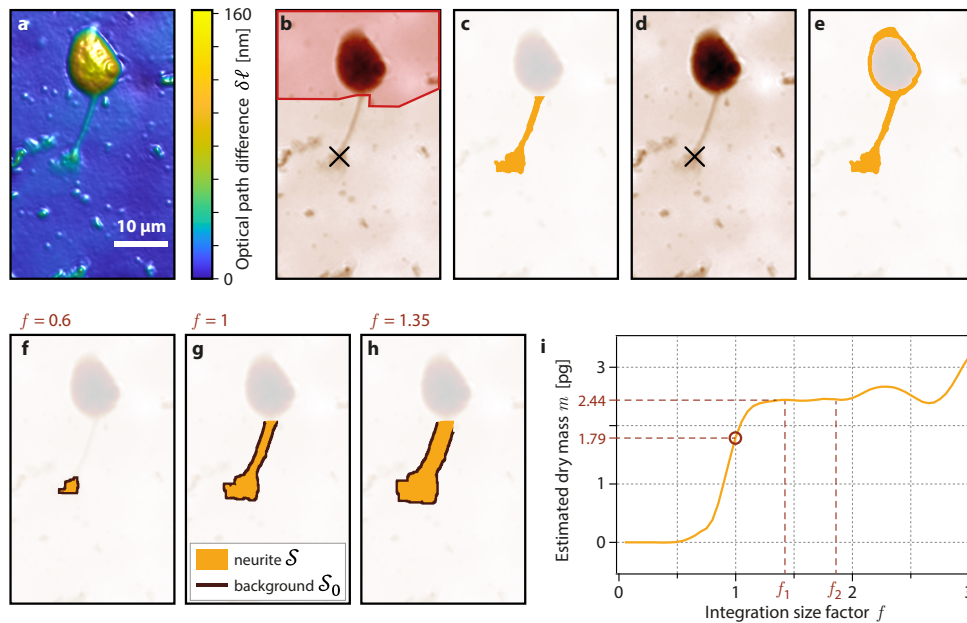 a
160
0
Optical path difference δℓ [nm]
10 µm
b
c
d
e
f = 0.6
f = 1
f = 1.35
f
g
h
neurite 𝒮
background 𝒮₀
i
3
2.44
1.79
1
0
Estimated dry mass m [pg]
0
1
f₁
f₂
2
3
Integration size factor f